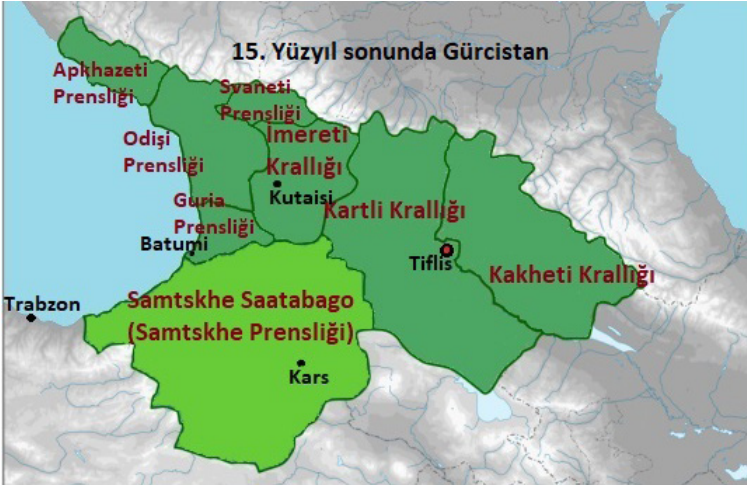 15. Yüzyıl sonunda Gürcistan
Apkhazeti
Prensliği
Svaneti
Prensliği
Odişi
Prensliği
İmereti
Krallığı
Kutaisi
Guria
Prensliği
Batumi
Kartli Krallığı
Tiflis
Kakheti Krallığı
Trabzon
Samtskhe Saatabago
(Samtskhe Prensliği)
Kars